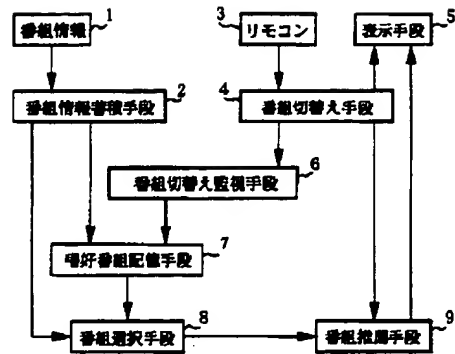 1
番組情報
3
リモコン
5
表示手段
2
番組情報蓄積手段
4
番組切替え手段
6
番組切替え監視手段
7
嗜好番組記憶手段
8
番組選択手段
9
番組推薦手段